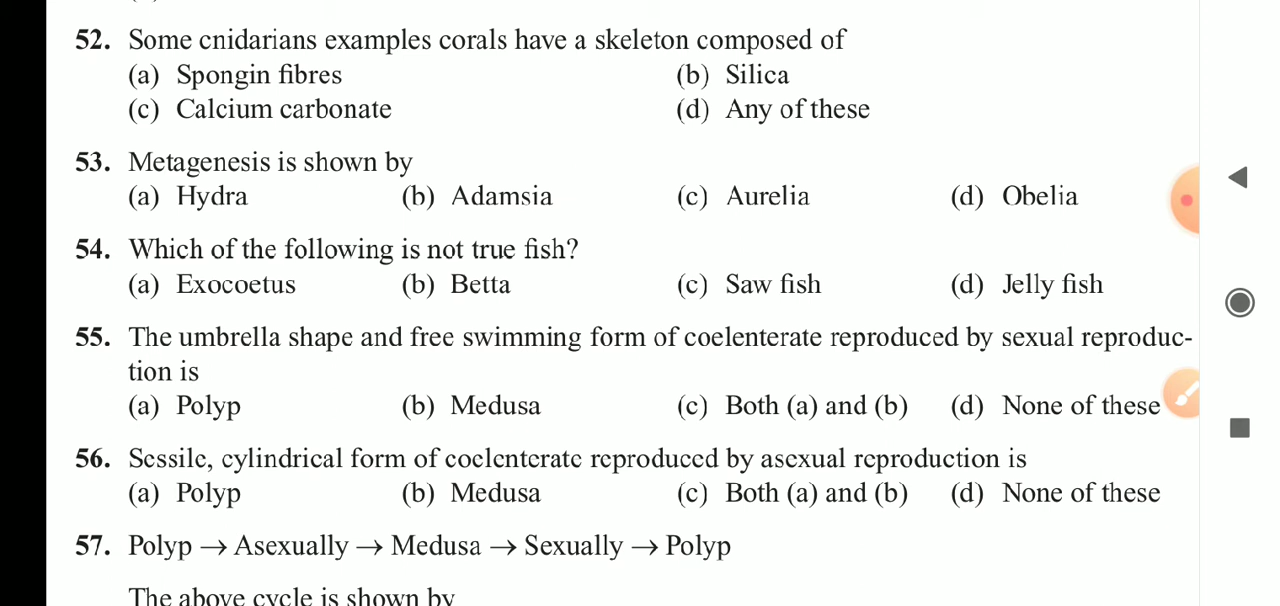 52. Some cnidarians examples corals have a skeleton composed of
(a) Spongin fibres (b) Silica
(c) Calcium carbonate (d) Any of these
53. Metagenesis is shown by
(a) Hydra (b) Adamsia (c) Aurelia (d) Obelia
54. Which of the following is not true fish?
(a) Exocoetus (b) Betta (c) Saw fish (d) Jelly fish
55. The umbrella shape and free swimming form of coelenterate reproduced by sexual reproduc-
tion is
(a) Polyp (b) Medusa (c) Both (a) and (b) (d) None of these
56. Sessile, cylindrical form of coelenterate reproduced by asexual reproduction is
(a) Polyp (b) Medusa (c) Both (a) and (b) (d) None of these
57. Polyp → Asexually → Medusa → Sexually → Polyp
The above cycle is shown by